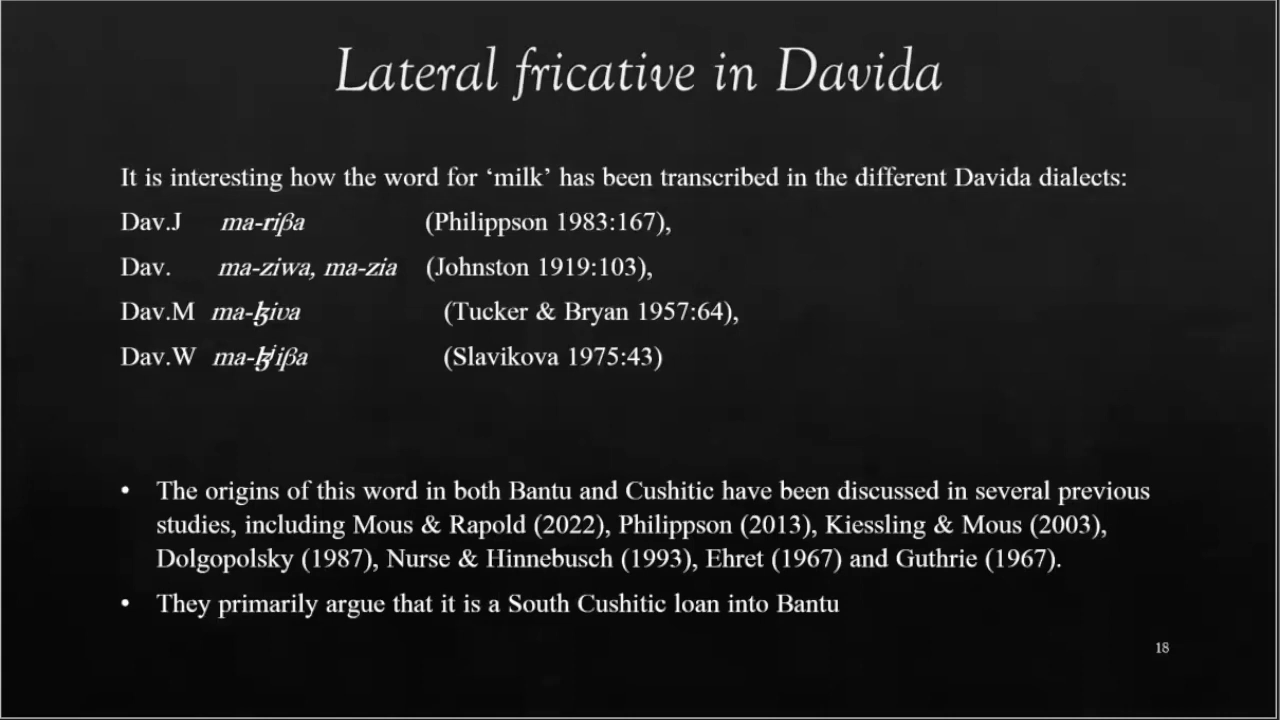 Lateral fricative in Davida
It is interesting how the word for ‘milk’ has been transcribed in the different Davida dialects:
Dav.J ma-riβa (Philippson 1983:167),
Dav. ma-ziwa, ma-zia (Johnston 1919:103),
Dav.M ma-ɮiʋa (Tucker & Bryan 1957:64),
Dav.W ma-ɮʲiβa (Slavikova 1975:43)
• The origins of this word in both Bantu and Cushitic have been discussed in several previous
studies, including Mous & Rapold (2022), Philippson (2013), Kiessling & Mous (2003),
Dolgopolsky (1987), Nurse & Hinnebusch (1993), Ehret (1967) and Guthrie (1967).
• They primarily argue that it is a South Cushitic loan into Bantu
18